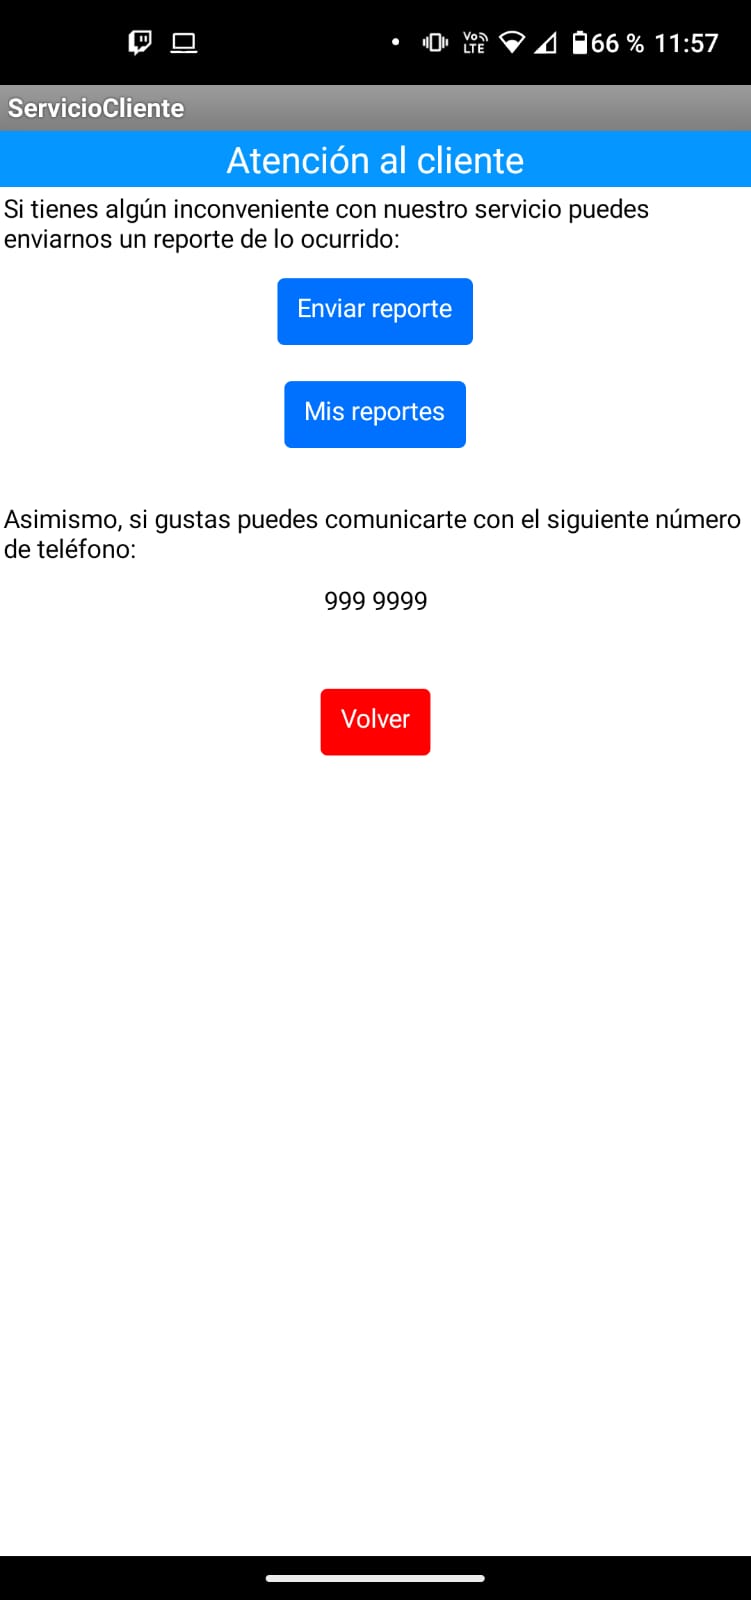 Vo LTE 66 % 11:57
ServicioCliente
Atención al cliente
Si tienes algún inconveniente con nuestro servicio puedes
enviarnos un reporte de lo ocurrido:
Enviar reporte
Mis reportes
Asimismo, si gustas puedes comunicarte con el siguiente número
de teléfono:
999 9999
Volver